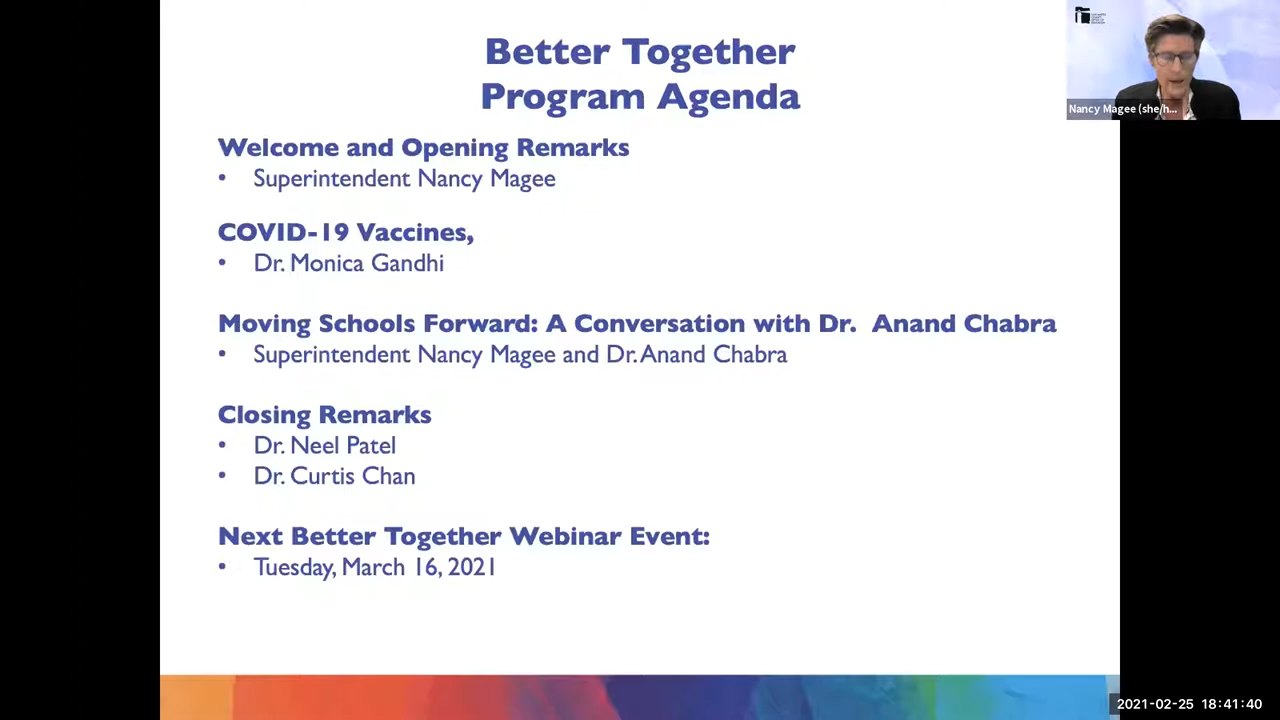 Better Together
Program Agenda
Welcome and Opening Remarks
• Superintendent Nancy Magee
COVID-19 Vaccines,
• Dr. Monica Gandhi
Moving Schools Forward: A Conversation with Dr.  Anand Chabra
• Superintendent Nancy Magee and Dr. Anand Chabra
Closing Remarks
• Dr. Neel Patel
• Dr. Curtis Chan
Next Better Together Webinar Event:
• Tuesday, March 16, 2021
Nancy Magee (she/h...
2021-02-25 18:41:40